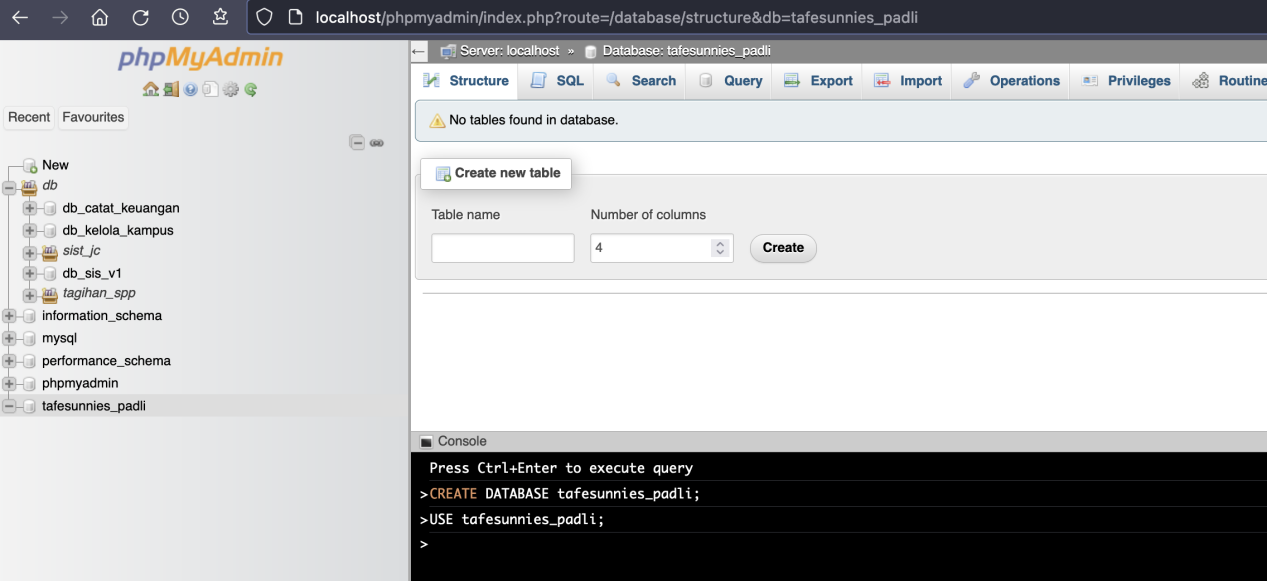 localhost/phpmyadmin/index.php?route=/database/structure&db=tafesunnies_padli
phpMyAdmin
Recent Favourites
New
db
db_catat_keuangan
db_kelola_kampus
sist_jc
db_sis_v1
tagihan_spp
information_schema
mysql
performance_schema
phpmyadmin
tafesunnies_padli
Server: localhost » Database: tafesunnies_padli
Structure SQL Search Query Export Import Operations Privileges Routine
No tables found in database.
Create new table
Table name Number of columns
4 Create
Console
Press Ctrl+Enter to execute query
>CREATE DATABASE tafesunnies_padli;
>USE tafesunnies_padli;
>